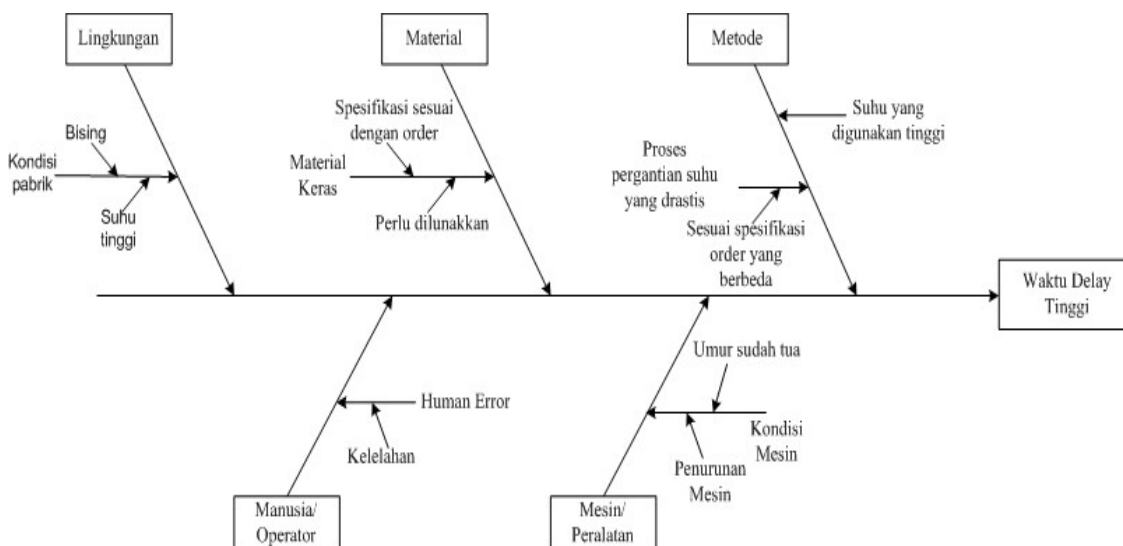 Lingkungan
Material
Metode
Bising
Kondisi
pabrik
Suhu
tinggi
Spesifikasi sesuai
dengan order
Material
Keras
Perlu dilunakkan
Suhu yang
digunakan tinggi
Proses
pergantian suhu
yang drastis
Sesuai spesifikasi
order yang
berbeda
Waktu Delay
Tinggi
Human Error
Kelelahan
Umur sudah tua
Kondisi
Mesin
Penurunan
Mesin
Manusia/
Operator
Mesin/
Peralatan